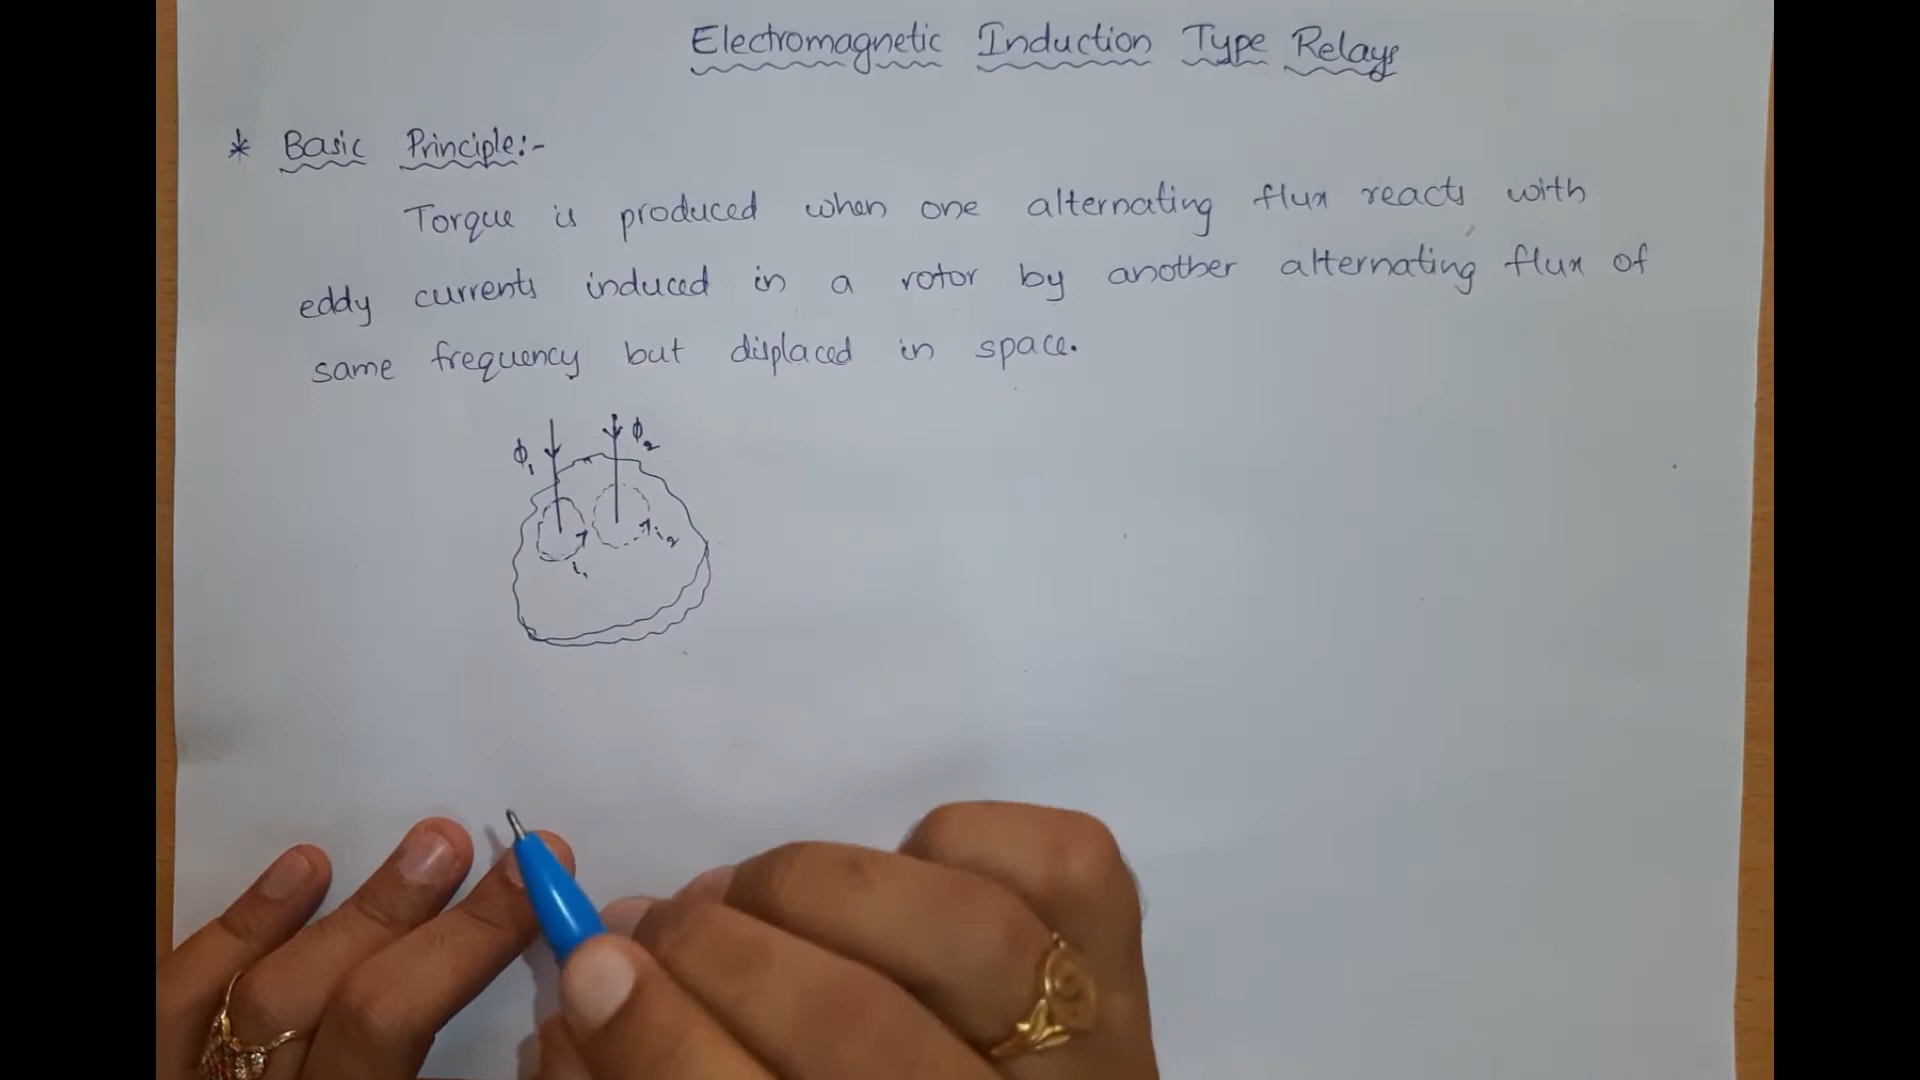 Electromagnetic Induction Type Relays
* Basic Principle:-
Torque is produced when one alternating flux reacts with
eddy currents induced in a rotor by another alternating flux of
same frequency but displaced in space.
ϕ₁ ϕ₂
i₁ i₂